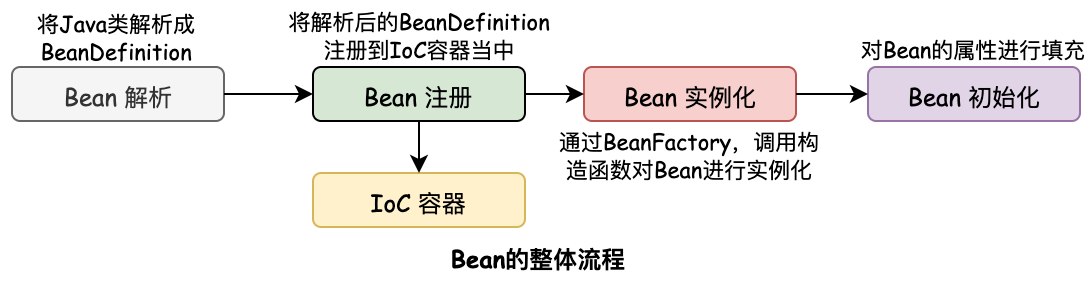 将Java类解析成
BeanDefinition
Bean 解析
将解析后的BeanDefinition
注册到IoC容器当中
Bean 注册
IoC 容器
Bean 实例化
通过BeanFactory，调用构
造函数对Bean进行实例化
对Bean的属性进行填充
Bean 初始化
Bean的整体流程